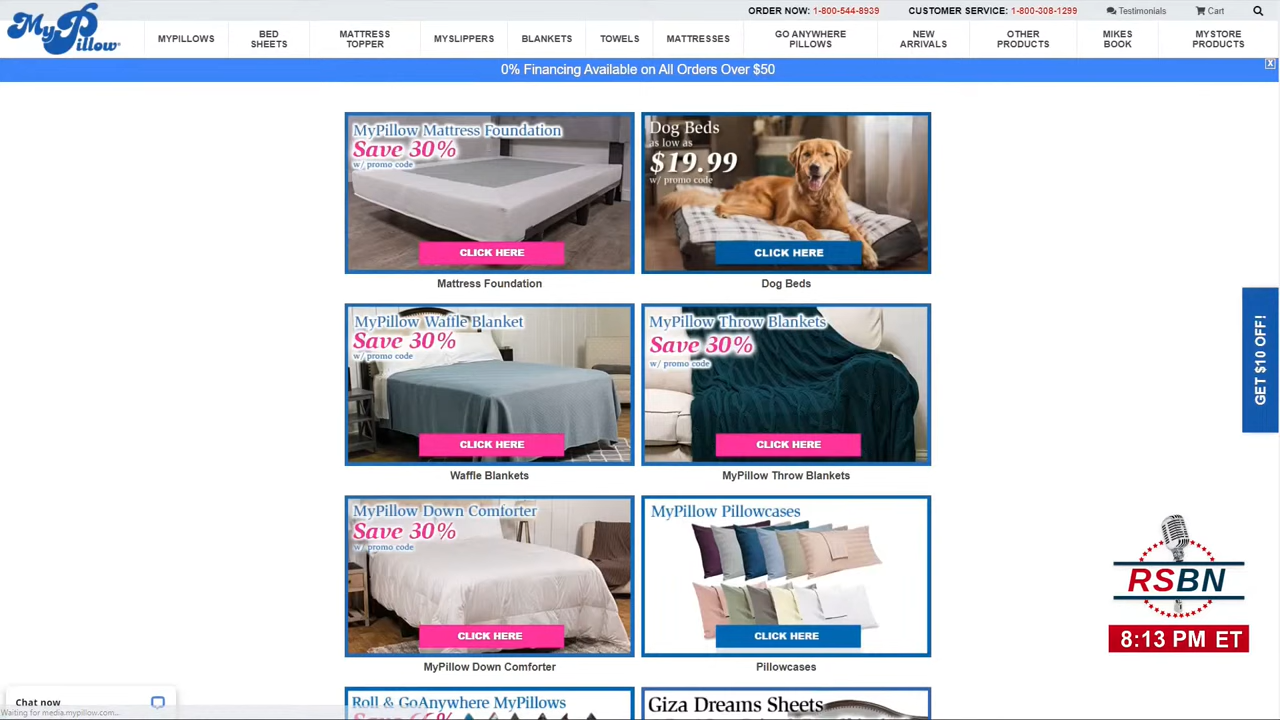 ORDER NOW: 1-800-544-8939
CUSTOMER SERVICE: 1-800-308-1299
Testimonials
Cart
MyPillow
MYPILLOWS
BED SHEETS
MATTRESS TOPPER
MYSLIPPERS
BLANKETS
TOWELS
MATTRESSES
GO ANYWHERE PILLOWS
NEW ARRIVALS
OTHER PRODUCTS
MIKES BOOK
MYSTORE PRODUCTS
0% Financing Available on All Orders Over $50
X
MyPillow Mattress Foundation
Save 30%
w/ promo code
CLICK HERE
Mattress Foundation
Dog Beds
as low as
$19.99
w/ promo code
CLICK HERE
Dog Beds
MyPillow Waffle Blanket
Save 30%
w/ promo code
CLICK HERE
Waffle Blankets
MyPillow Throw Blankets
Save 30%
w/ promo code
CLICK HERE
MyPillow Throw Blankets
GET $10 OFF!
MyPillow Down Comforter
Save 30%
w/ promo code
CLICK HERE
MyPillow Down Comforter
MyPillow Pillowcases
CLICK HERE
Pillowcases
RSBN
8:13 PM ET
Roll & GoAnywhere MyPillows
Giza Dreams Sheets
Chat now
Waiting for media.mypillow.com...